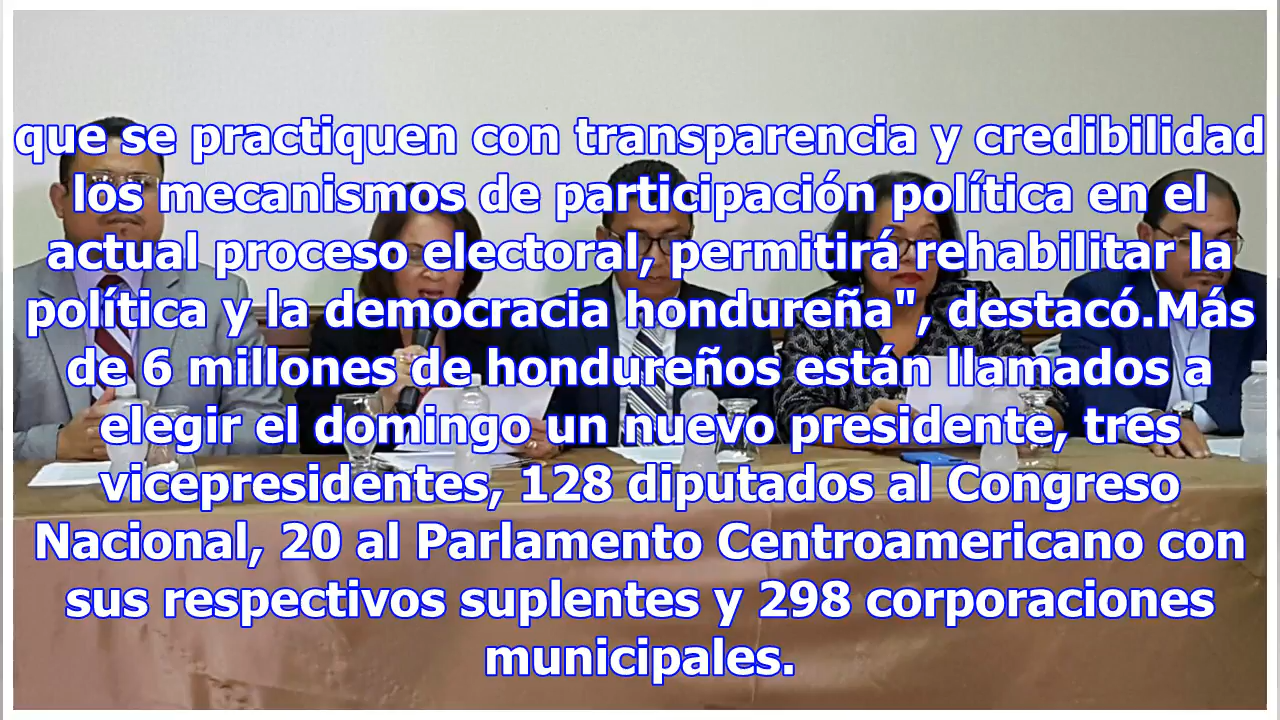 que se practiquen con transparencia y credibilidad
los mecanismos de participación política en el
actual proceso electoral, permitirá rehabilitar la
política y la democracia hondureña", destacó.Más
de 6 millones de hondureños están llamados a
elegir el domingo un nuevo presidente, tres
vicepresidentes, 128 diputados al Congreso
Nacional, 20 al Parlamento Centroamericano con
sus respectivos suplentes y 298 corporaciones
municipales.